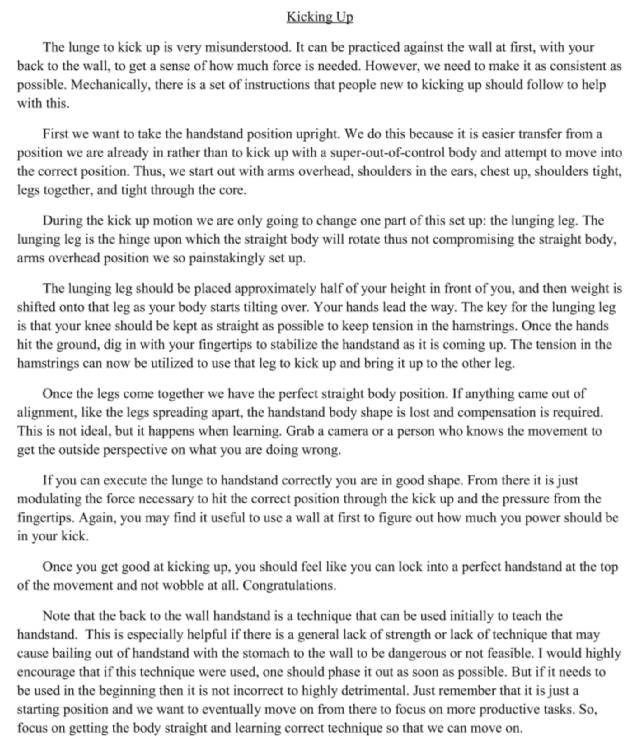 Kicking Up
The lunge to kick up is very misunderstood. It can be practiced against the wall at first, with your
back to the wall, to get a sense of how much force is needed. However, we need to make it as consistent as
possible. Mechanically, there is a set of instructions that people new to kicking up should follow to help
with this.
First we want to take the handstand position upright. We do this because it is easier transfer from a
position we are already in rather than to kick up with a super-out-of-control body and attempt to move into
the correct position. Thus, we start out with arms overhead, shoulders in the ears, chest up, shoulders tight,
legs together, and tight through the core.
During the kick up motion we are only going to change one part of this set up: the lunging leg. The
lunging leg is the hinge upon which the straight body will rotate thus not compromising the straight body,
arms overhead position we so painstakingly set up.
The lunging leg should be placed approximately half of your height in front of you, and then weight is
shifted onto that leg as your body starts tilting over. Your hands lead the way. The key for the lunging leg
is that your knee should be kept as straight as possible to keep tension in the hamstrings. Once the hands
hit the ground, dig in with your fingertips to stabilize the handstand as it is coming up. The tension in the
hamstrings can now be utilized to use that leg to kick up and bring it up to the other leg.
Once the legs come together we have the perfect straight body position. If anything came out of
alignment, like the legs spreading apart, the handstand body shape is lost and compensation is required.
This is not ideal, but it happens when learning. Grab a camera or a person who knows the movement to
get the outside perspective on what you are doing wrong.
If you can execute the lunge to handstand correctly you are in good shape. From there it is just
modulating the force necessary to hit the correct position through the kick up and the pressure from the
fingertips. Again, you may find it useful to use a wall at first to figure out how much you power should be
in your kick.
Once you get good at kicking up, you should feel like you can lock into a perfect handstand at the top
of the movement and not wobble at all. Congratulations.
Note that the back to the wall handstand is a technique that can be used initially to teach the
handstand.  This is especially helpful if there is a general lack of strength or lack of technique that may
cause bailing out of handstand with the stomach to the wall to be dangerous or not feasible. I would highly
encourage that if this technique were used, one should phase it out as soon as possible. But if it needs to
be used in the beginning then it is not incorrect to highly detrimental. Just remember that it is just a
starting position and we want to eventually move on from there to focus on more productive tasks. So,
focus on getting the body straight and learning correct technique so that we can move on.